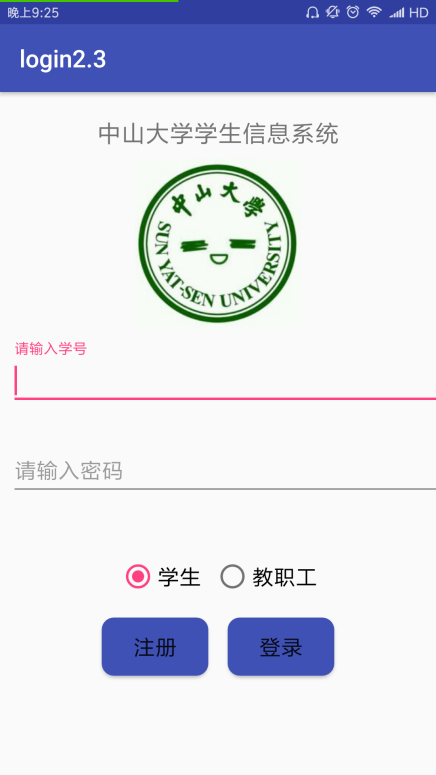 晚上9:25 HD
login2.3
中山大学学生信息系统
中山大學
SUN YAT-SEN UNIVERSITY
请输入学号
请输入密码
学生 教职工
注册 登录